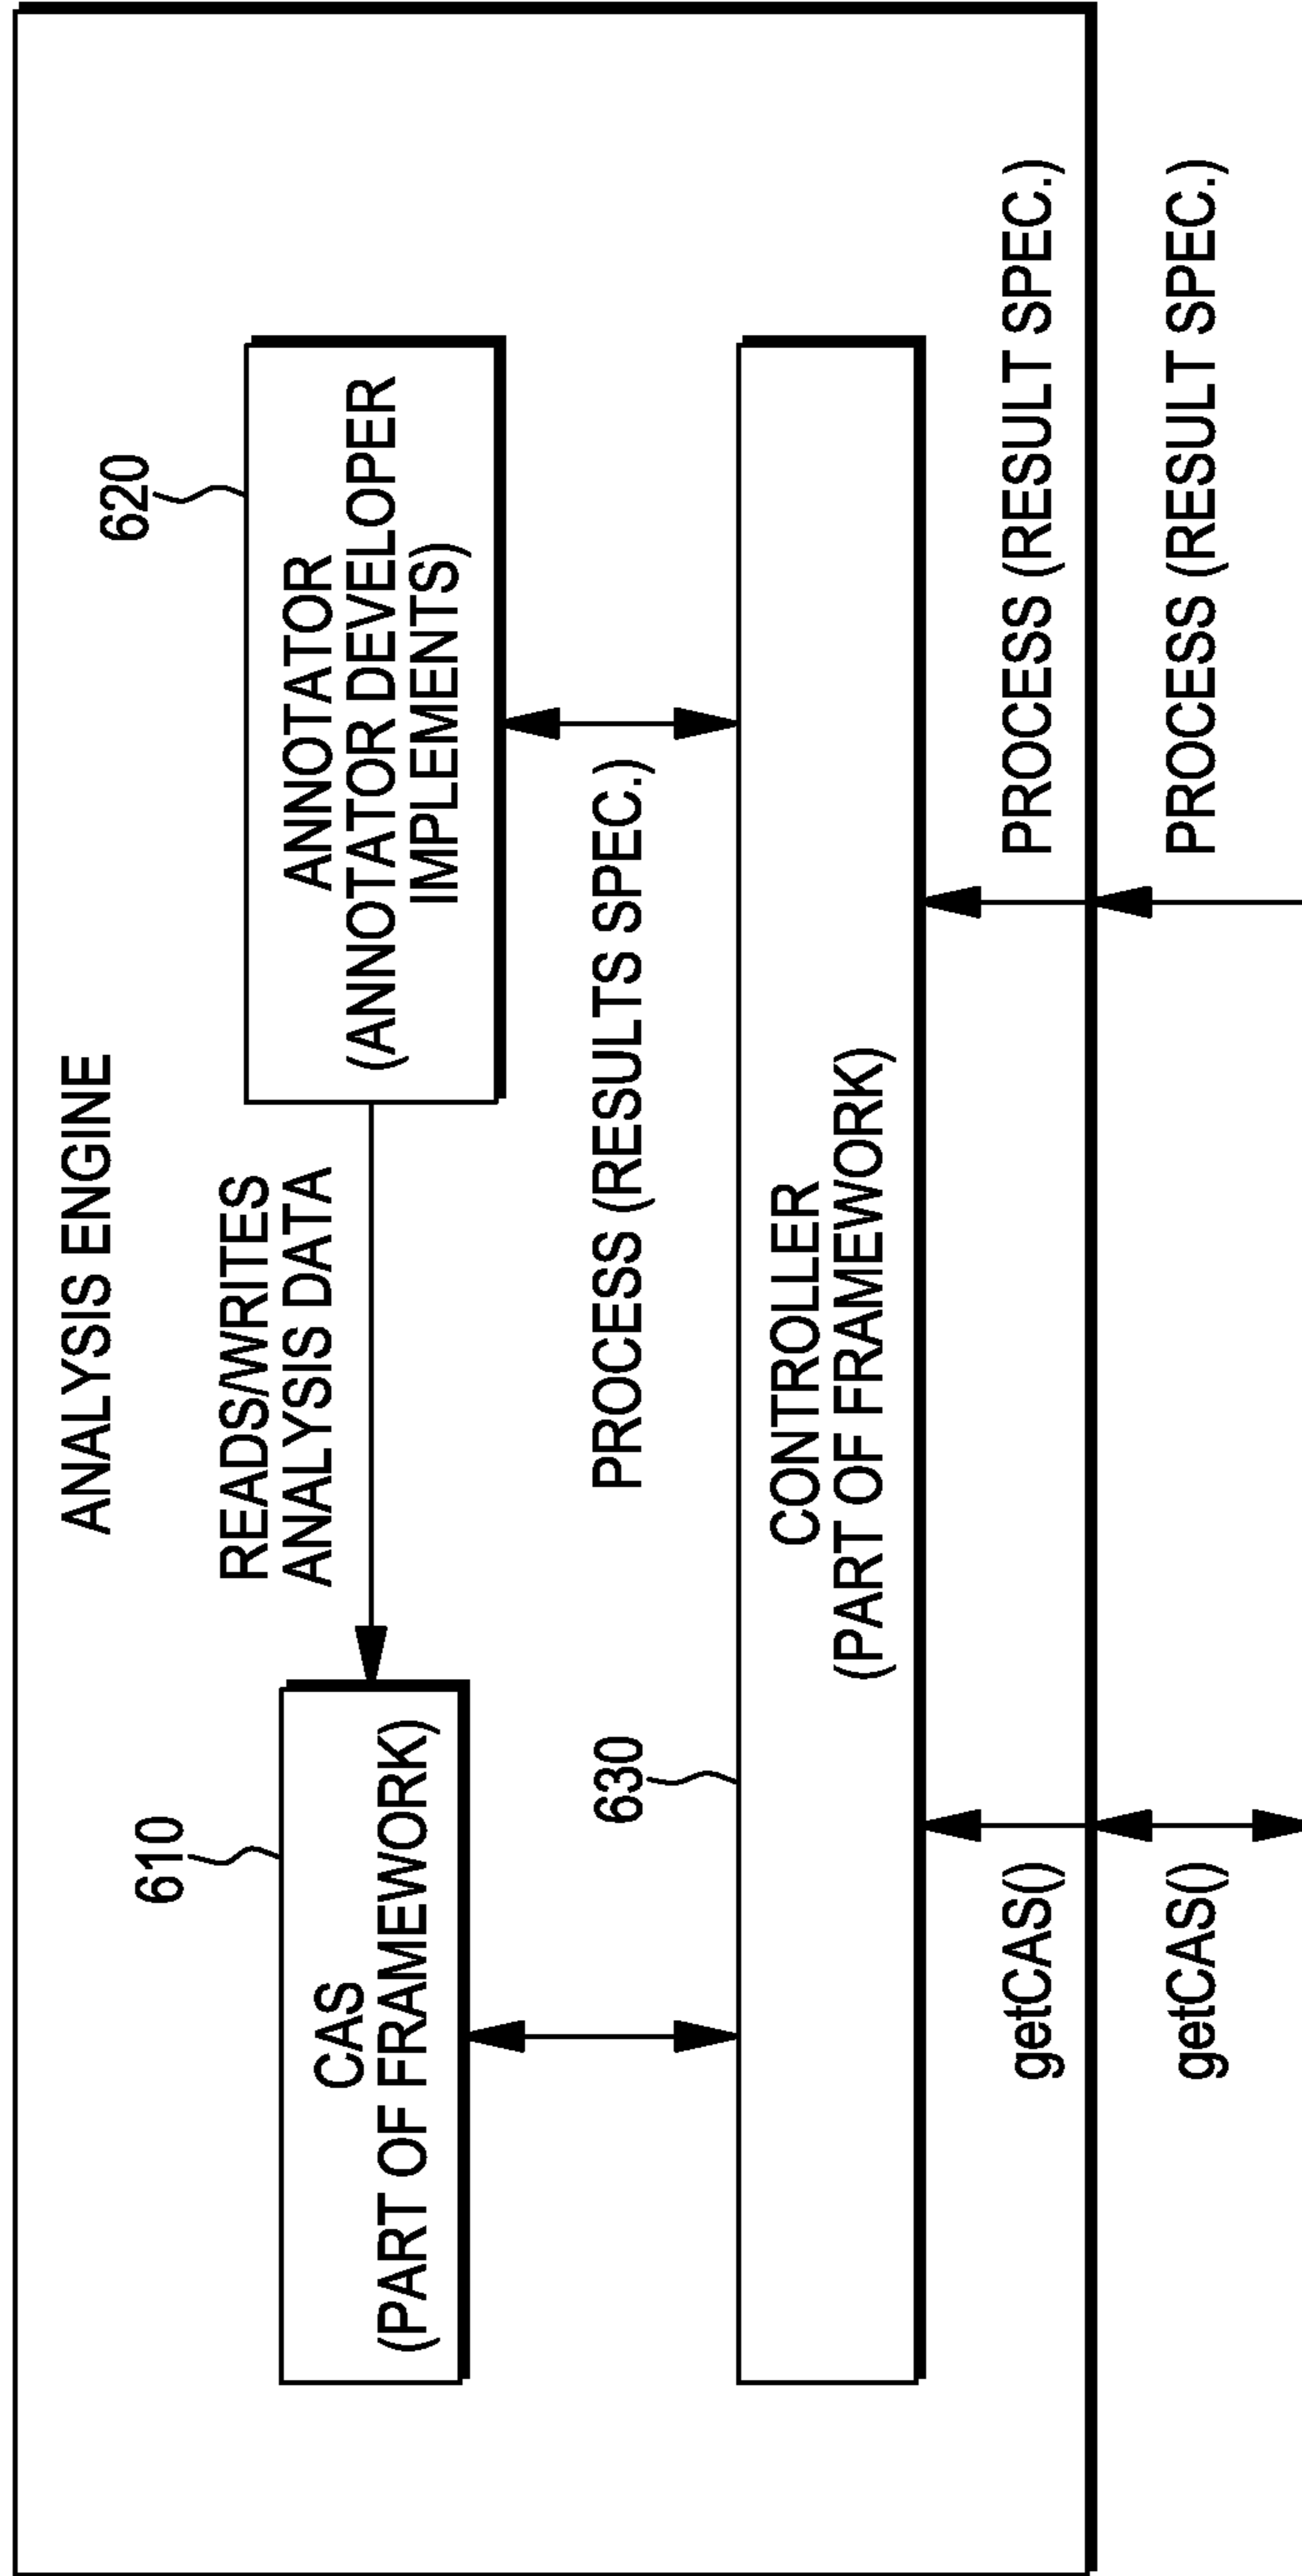 ANALYSIS ENGINE
610
CAS
(PART OF FRAMEWORK)
READS/WRITES
ANALYSIS DATA
620
ANNOTATOR
(ANNOTATOR DEVELOPER
IMPLEMENTS)
630
PROCESS (RESULTS SPEC.)
CONTROLLER
(PART OF FRAMEWORK)
getCAS()
PROCESS (RESULT SPEC.)
getCAS()
PROCESS (RESULT SPEC.)